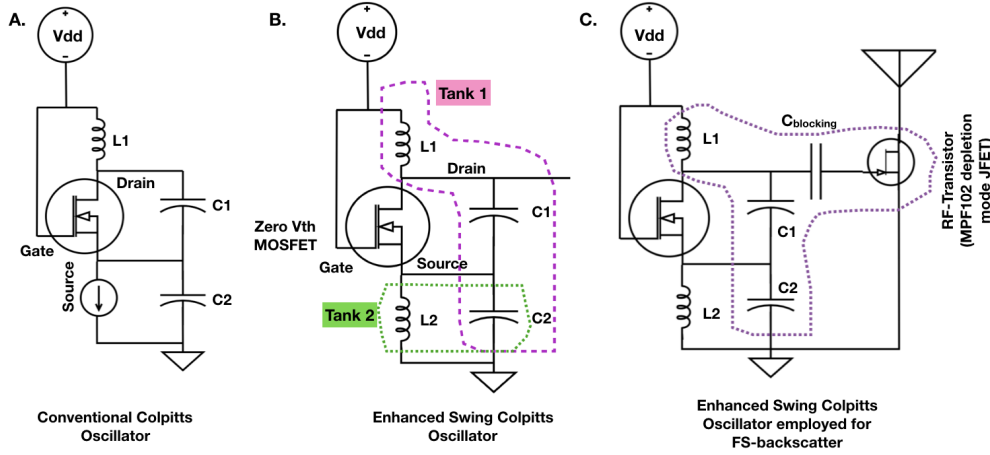 A.
Vdd
+
-
L1
Drain
C1
Gate
Source
C2
Conventional Colpitts
Oscillator
B.
Vdd
+
-
Tank 1
L1
Drain
C1
Zero Vth
MOSFET
Gate
Source
Tank 2
L2
C2
Enhanced Swing Colpitts
Oscillator
C.
Vdd
+
-
L1
Cblocking
C1
C2
L2
RF-Transistor
(MPF102 depletion
mode JFET)
Enhanced Swing Colpitts
Oscillator employed for
FS-backscatter